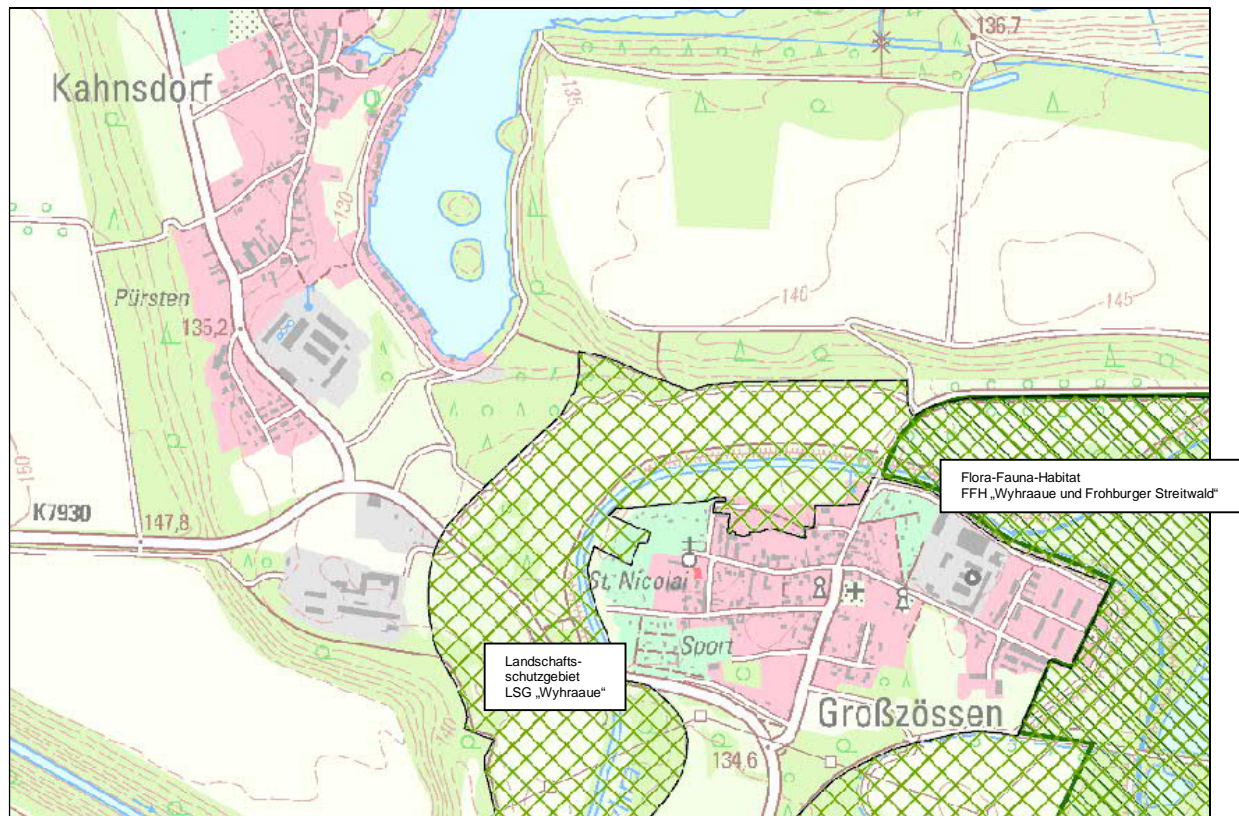 136,7
Kahnsdorf
135
130
140
145
Pürsten
135,2
150
K7930
147,8
Flora-Fauna-Habitat
FFH „Wyhraaue und Frohburger Streitwald“
St. Nicolai
Sport
Landschafts-
schutzgebiet
LSG „Wyhraaue“
Großzössen
140
134,6